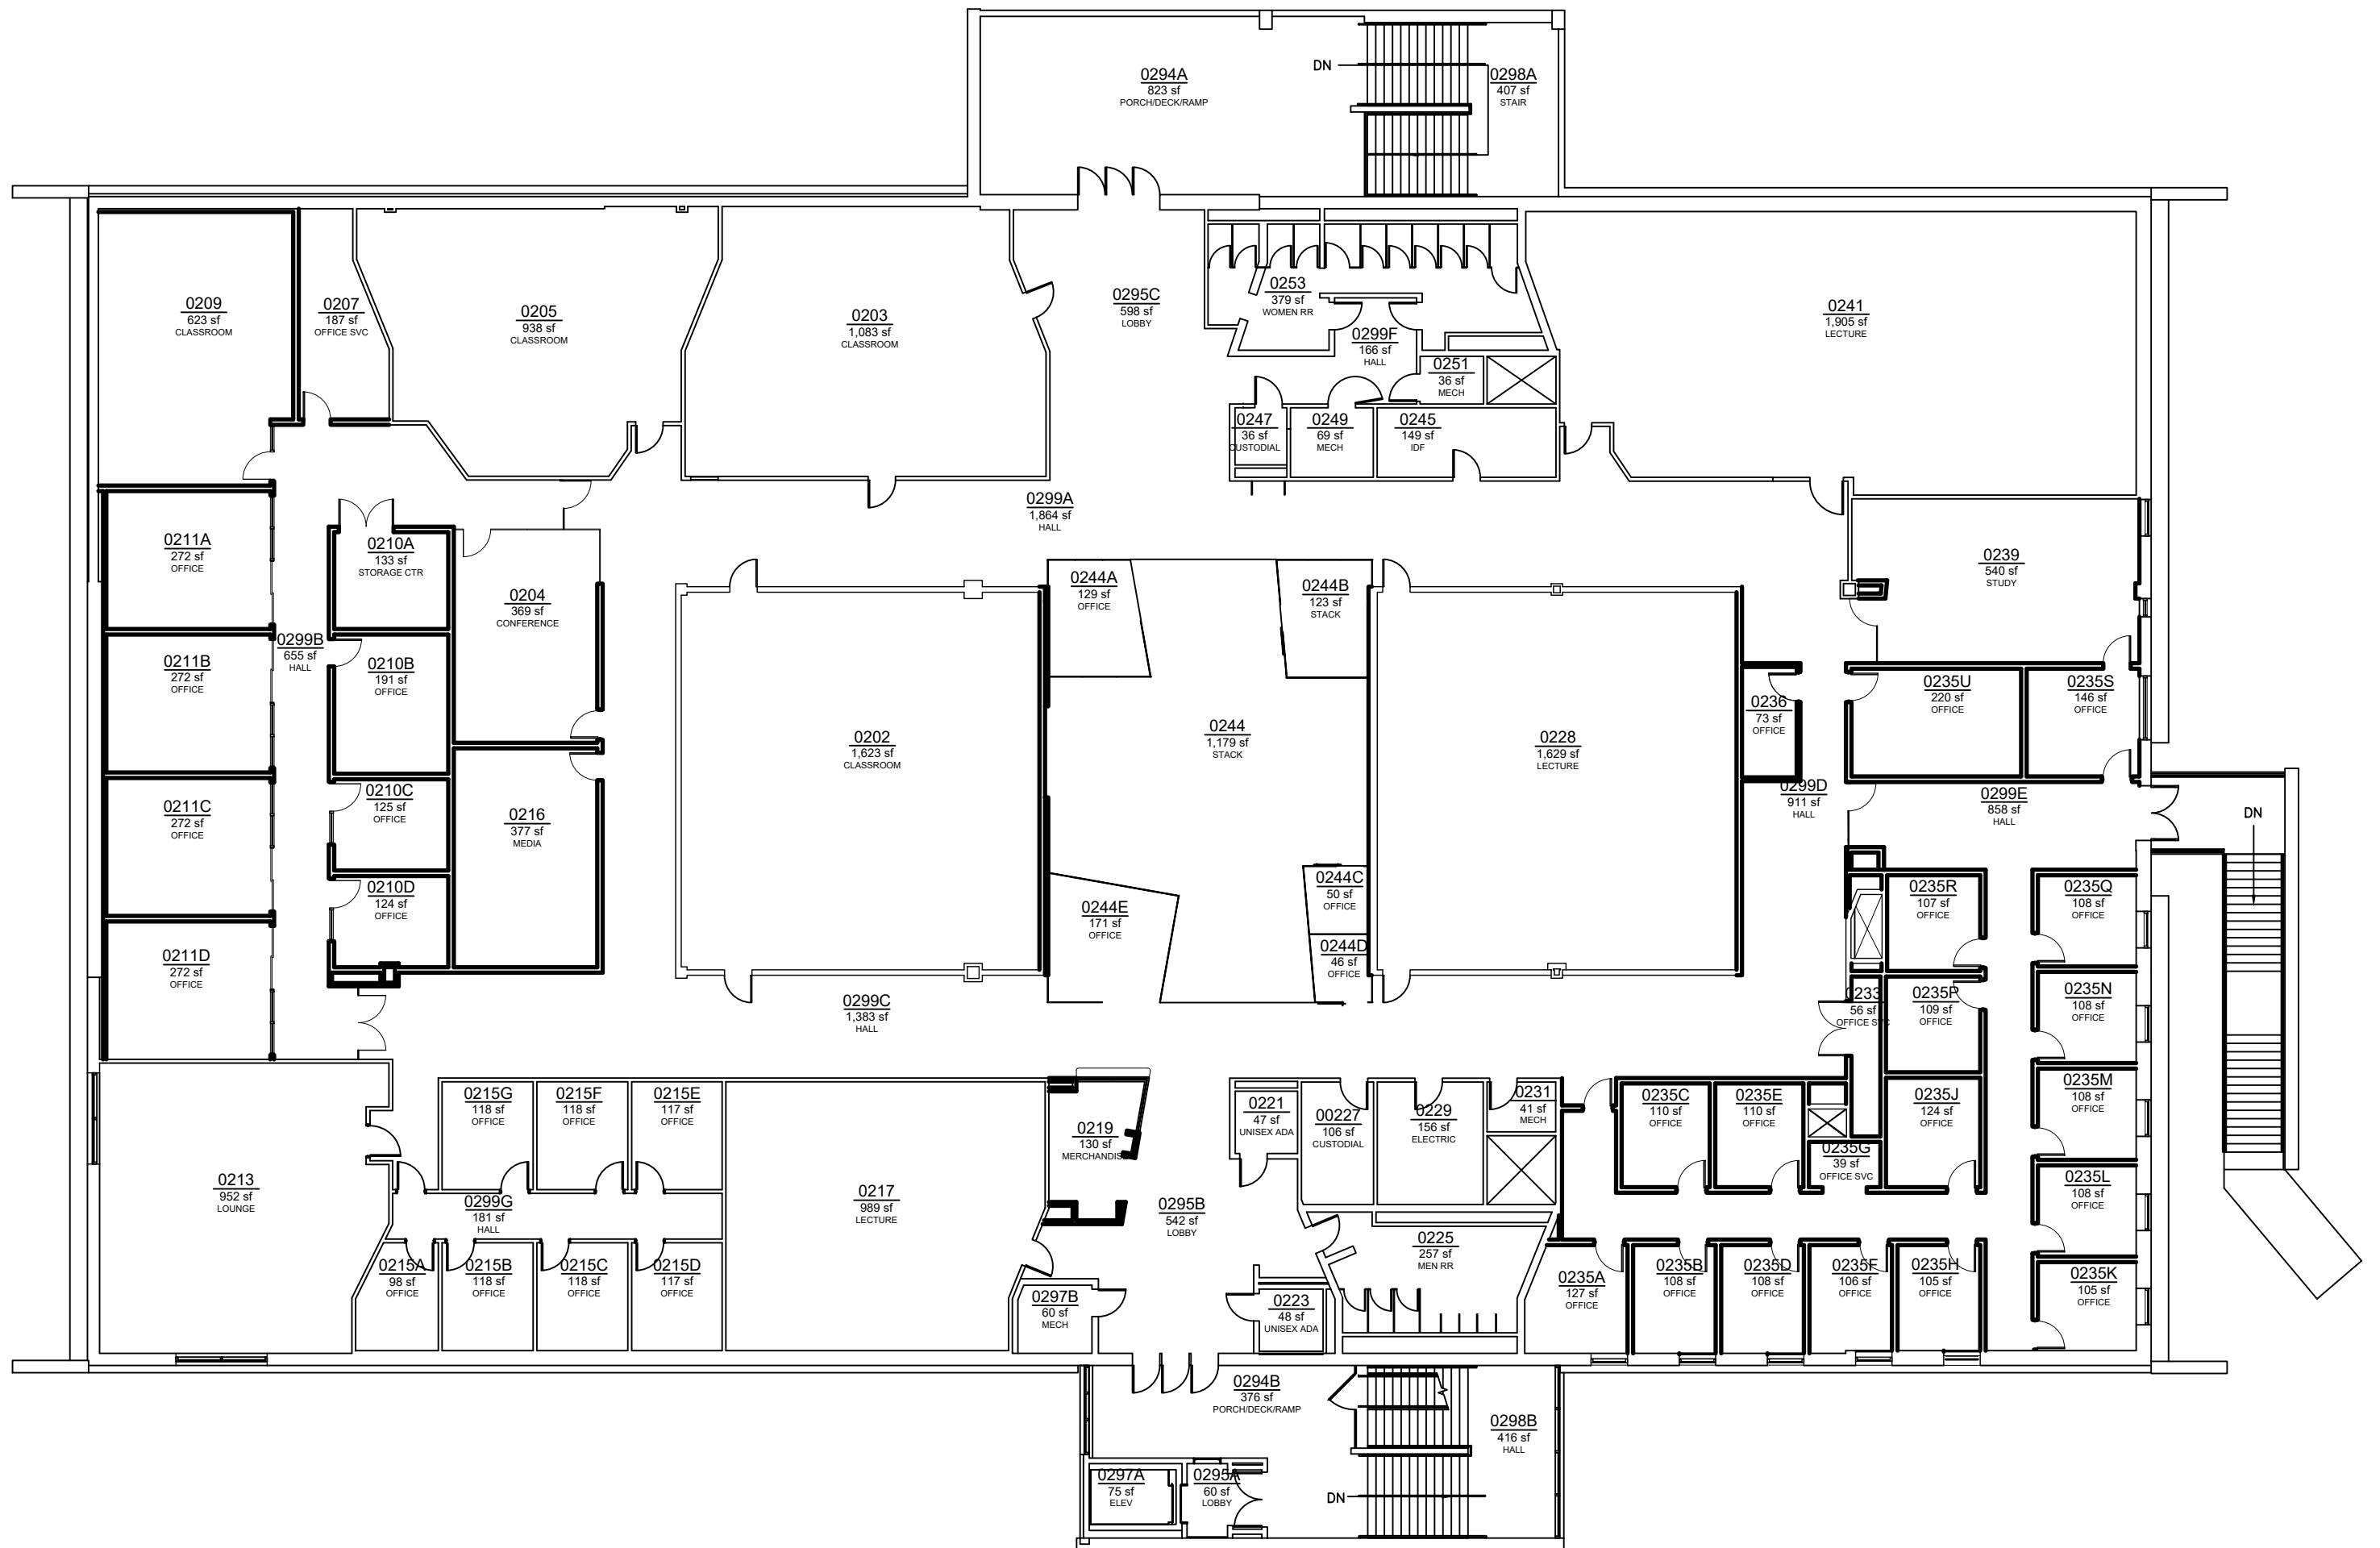 0294A
823 sf
PORCH/DECK/RAMP
DN
0298A
407 sf
STAIR
0209
623 sf
CLASSROOM
0207
187 sf
OFFICE SVC
0205
938 sf
CLASSROOM
0203
1,083 sf
CLASSROOM
0295C
598 sf
LOBBY
0253
379 sf
WOMEN RR
0299F
166 sf
HALL
0251
36 sf
MECH
0241
1,905 sf
LECTURE
0247
36 sf
CUSTODIAL
0249
69 sf
MECH
0245
149 sf
IDF
0299A
1,864 sf
HALL
0211A
272 sf
OFFICE
0210A
133 sf
STORAGE CTR
0204
369 sf
CONFERENCE
0244A
129 sf
OFFICE
0244B
123 sf
STACK
0239
540 sf
STUDY
0299B
655 sf
HALL
0211B
272 sf
OFFICE
0210B
191 sf
OFFICE
0202
1,623 sf
CLASSROOM
0244
1,179 sf
STACK
0228
1,629 sf
LECTURE
0236
73 sf
OFFICE
0235U
220 sf
OFFICE
0235S
146 sf
OFFICE
0211C
272 sf
OFFICE
0210C
125 sf
OFFICE
0216
377 sf
MEDIA
0299D
911 sf
HALL
0299E
858 sf
HALL
DN
0211D
272 sf
OFFICE
0210D
124 sf
OFFICE
0244E
171 sf
OFFICE
0244C
50 sf
OFFICE
0244D
46 sf
OFFICE
0235R
107 sf
OFFICE
0235Q
108 sf
OFFICE
0299C
1,383 sf
HALL
0233
56 sf
OFFICE SVC
0235P
109 sf
OFFICE
0235N
108 sf
OFFICE
0215G
118 sf
OFFICE
0215F
118 sf
OFFICE
0215E
117 sf
OFFICE
0219
130 sf
MERCHANDISE
0221
47 sf
UNISEX ADA
00227
106 sf
CUSTODIAL
0229
156 sf
ELECTRIC
0231
41 sf
MECH
0235C
110 sf
OFFICE
0235E
110 sf
OFFICE
0235G
39 sf
OFFICE SVC
0235J
124 sf
OFFICE
0235M
108 sf
OFFICE
0213
952 sf
LOUNGE
0299G
181 sf
HALL
0217
989 sf
LECTURE
0295B
542 sf
LOBBY
0225
257 sf
MEN RR
0235L
108 sf
OFFICE
0215A
98 sf
OFFICE
0215B
118 sf
OFFICE
0215C
118 sf
OFFICE
0215D
117 sf
OFFICE
0297B
60 sf
MECH
0223
48 sf
UNISEX ADA
0235A
127 sf
OFFICE
0235B
108 sf
OFFICE
0235D
108 sf
OFFICE
0235F
106 sf
OFFICE
0235H
105 sf
OFFICE
0235K
105 sf
OFFICE
0294B
376 sf
PORCH/DECK/RAMP
0298B
416 sf
HALL
0297A
75 sf
ELEV
0295A
60 sf
LOBBY
DN